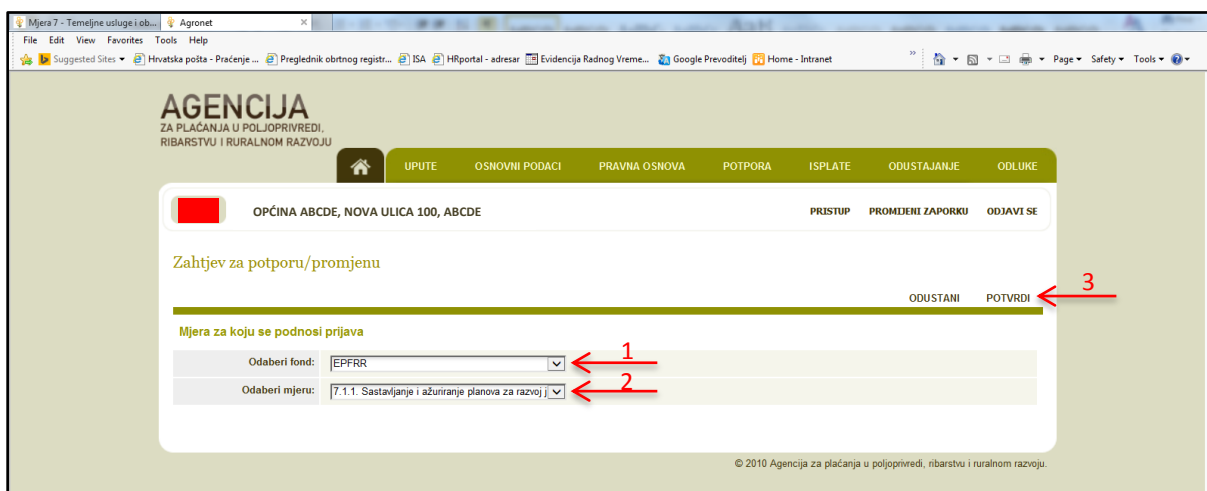 Mjera 7 - Temeljne usluge i ob...
Agronet
File Edit View Favorites Tools Help
Suggested Sites Hrvatska pošta - Praćenje ... Preglednik obrtnog registr... ISA HRportal - adresar Evidencija Radnog Vreme... Google Prevoditelj Home - Intranet » Page Safety Tools
AGENCIJA
ZA PLAĆANJA U POLJOPRIVREDI,
RIBARSTVU I RURALNOM RAZVOJU
UPUTE OSNOVNI PODACI PRAVNA OSNOVA POTPORA ISPLATE ODUSTAJANJE ODLUKE
OPĆINA ABCDE, NOVA ULICA 100, ABCDE PRISTUP PROMIJENI ZAPORKU ODJAVI SE
Zahtjev za potporu/promjenu
ODUSTANI POTVRDI 3
Mjera za koju se podnosi prijava
Odaberi fond: EPFRR 1
Odaberi mjeru: 7.1.1. Sastavljanje i ažuriranje planova za razvoj j 2
© 2010 Agencija za plaćanja u poljoprivredi, ribarstvu i ruralnom razvoju.